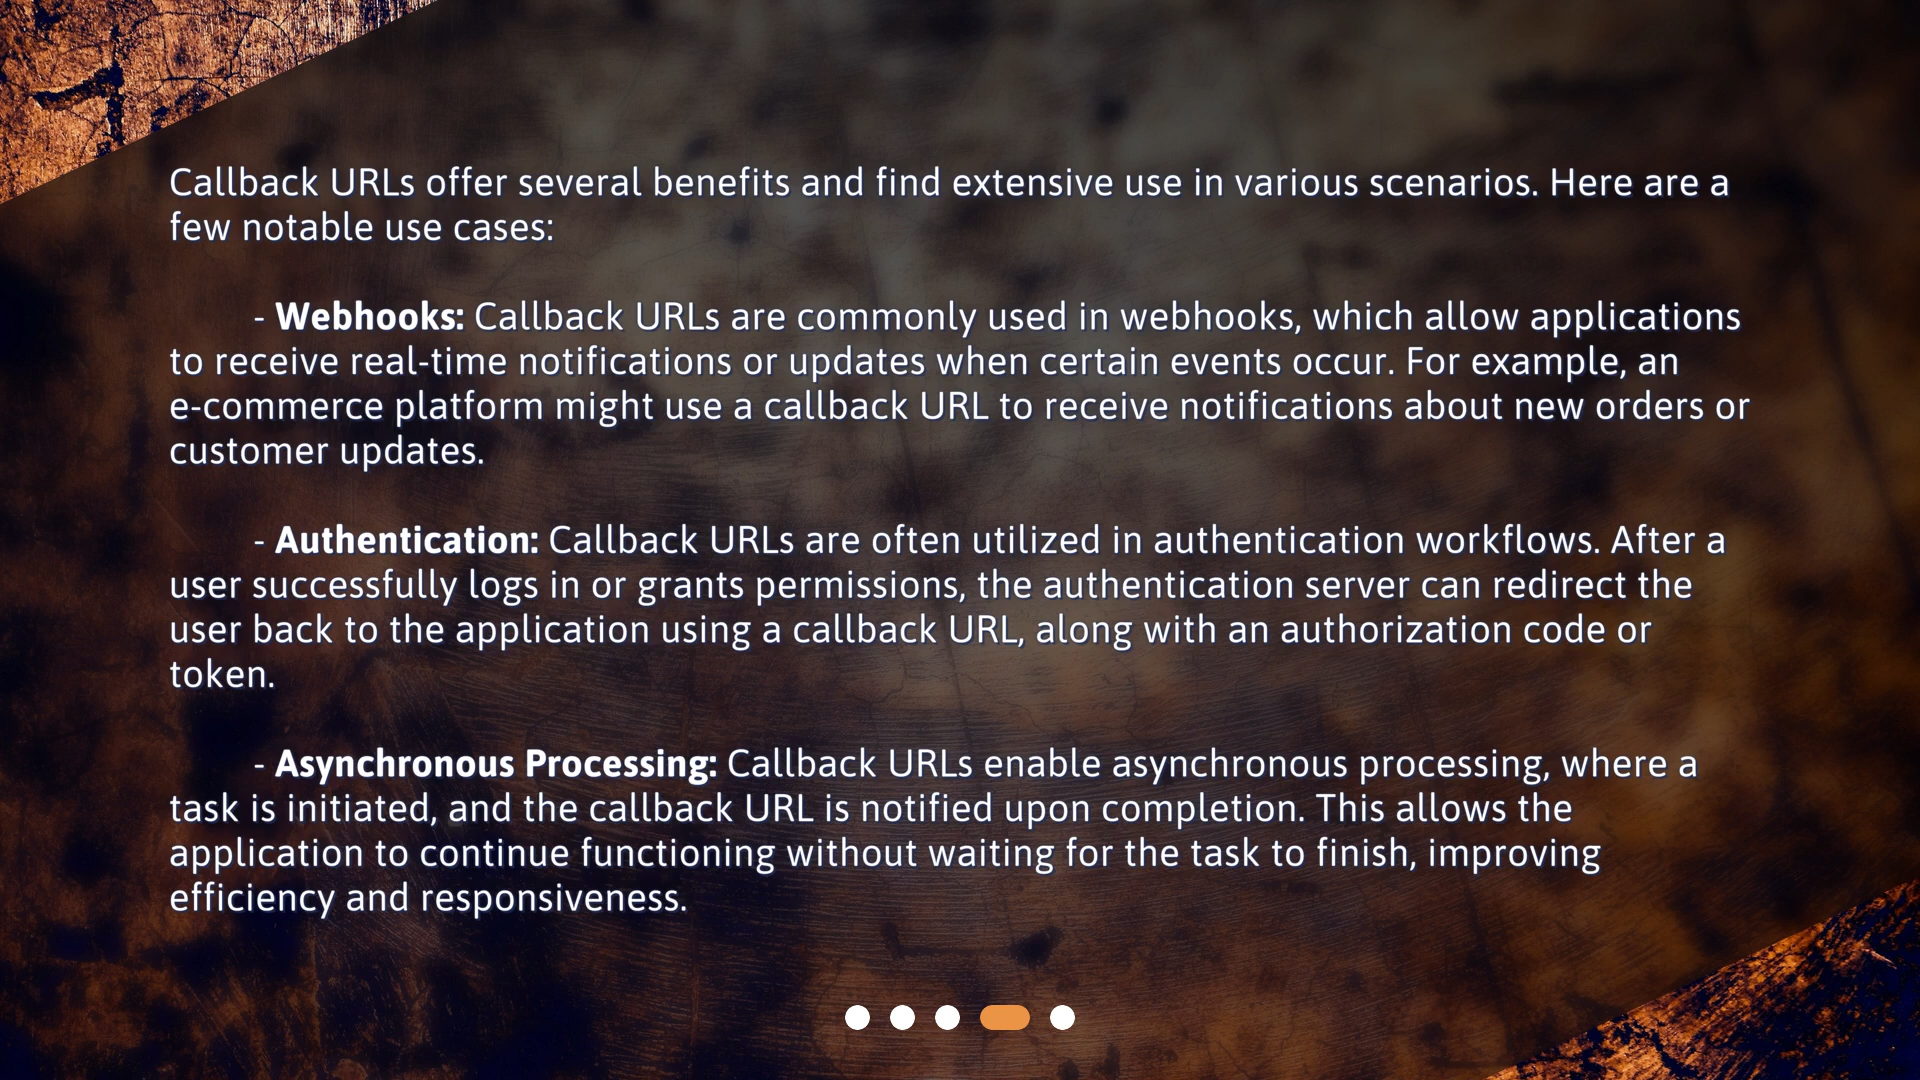 Callback URLs offer several benefits and find extensive use in various scenarios. Here are a
few notable use cases:
- Webhooks: Callback URLs are commonly used in webhooks, which allow applications
to receive real-time notifications or updates when certain events occur. For example, an
e-commerce platform might use a callback URL to receive notifications about new orders or
customer updates.
- Authentication: Callback URLs are often utilized in authentication workflows. After a
user successfully logs in or grants permissions, the authentication server can redirect the
user back to the application using a callback URL, along with an authorization code or
token.
- Asynchronous Processing: Callback URLs enable asynchronous processing, where a
task is initiated, and the callback URL is notified upon completion. This allows the
application to continue functioning without waiting for the task to finish, improving
efficiency and responsiveness.